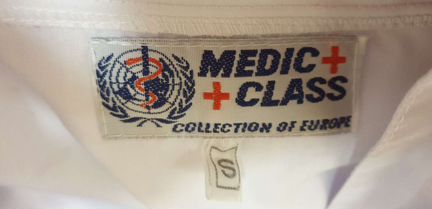 MEDIC+
+CLASS
COLLECTION OF EUROPE
S